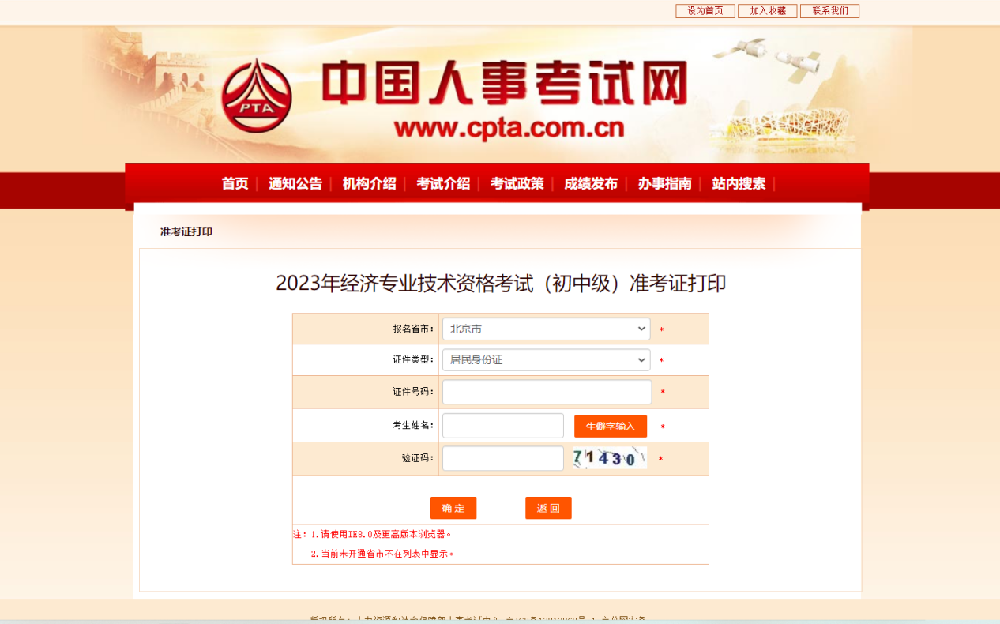 设为首页 加入收藏 联系我们
PTA
中国人事考试网
www.cpta.com.cn
首页 | 通知公告 | 机构介绍 | 考试介绍 | 考试政策 | 成绩发布 | 办事指南 | 站内搜索 |
准考证打印
2023年经济专业技术资格考试（初中级）准考证打印
报名省市： 北京市 *
证件类型： 居民身份证 *
证件号码： *
考生姓名： 生僻字输入 *
验证码： 71430 *
确 定 返 回
注：1.请使用IE8.0及更高版本浏览器。
2.当前未开通省市不在列表中显示。